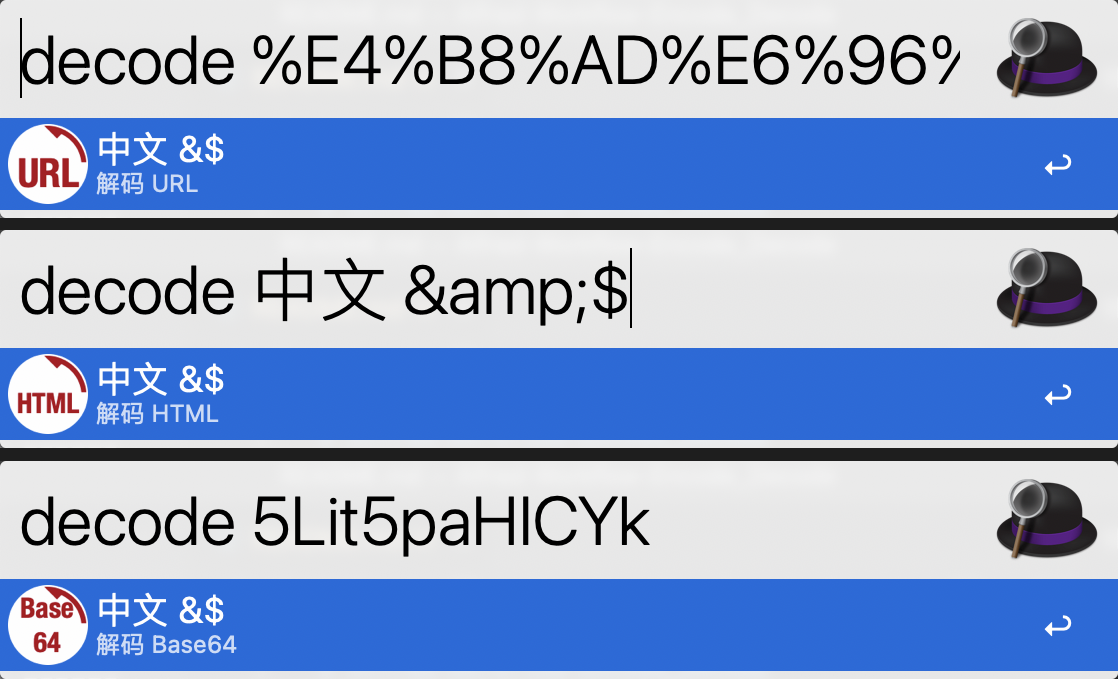 decode %E4%B8%AD%E6%96%
URL
中文 &$
解码 URL
decode 中文 &amp;$
HTML
中文 &$
解码 HTML
decode 5Lit5paHICYk
Base
64
中文 &$
解码 Base64